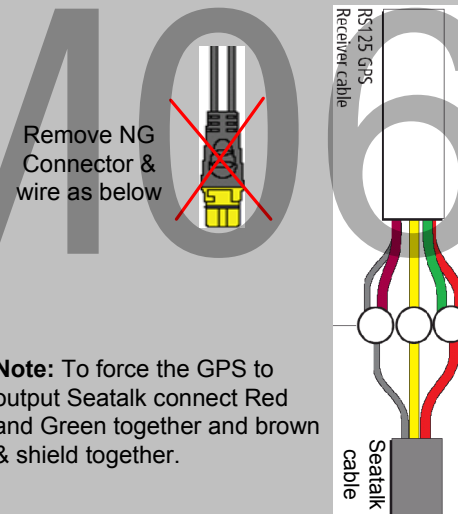 A06
Remove NG
Connector &
wire as below
RS125 GPS
Receiver cable
Note: To force the GPS to
output Seatalk connect Red
and Green together and brown
& shield together.
Seatalk
cable